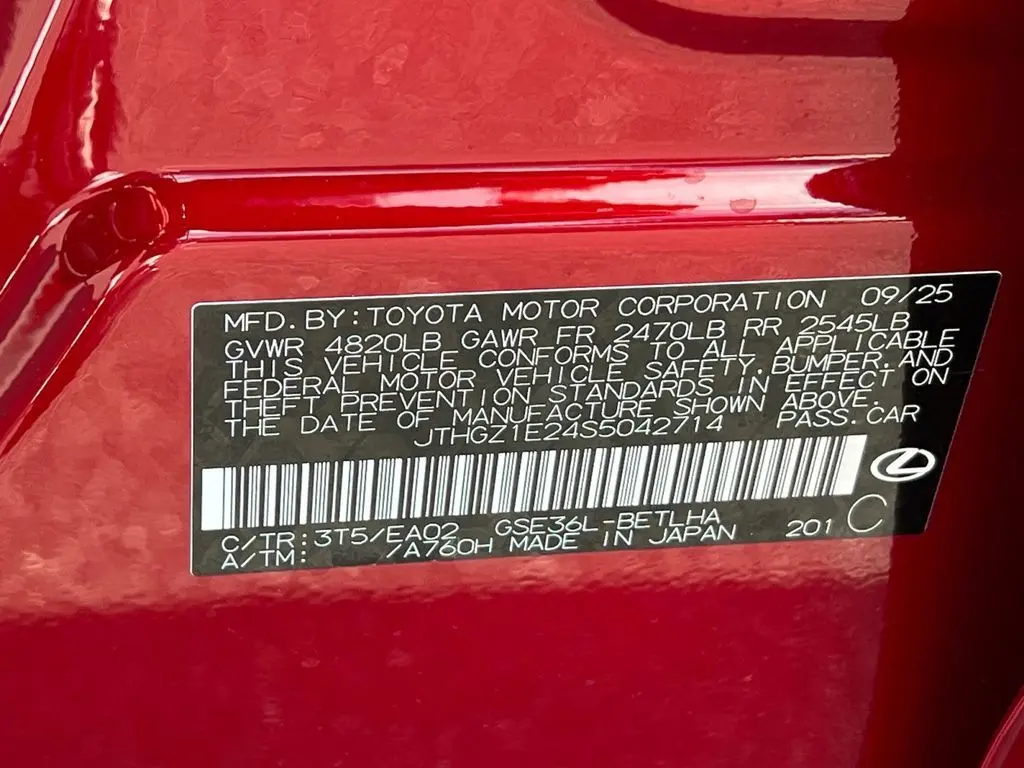 MFD.BY:TOYOTA MOTOR CORPORATION 09/25
GVWR 4820LB GAWR FR 2470LB RR 2545LB
THIS VEHICLE CONFORMS TO ALL APPLICABLE
FEDERAL MOTOR VEHICLE SAFETY,BUMPER,AND
THEFT PREVENTION STANDARDS IN EFFECT ON
THE DATE OF MANUFACTURE SHOWN ABOVE.
JTHGZ1E24S5042714 PASS.CAR
C/TR:3T5/EA02 GSE36L-BETLHA
A/TM: /A760H MADE IN JAPAN 201 C